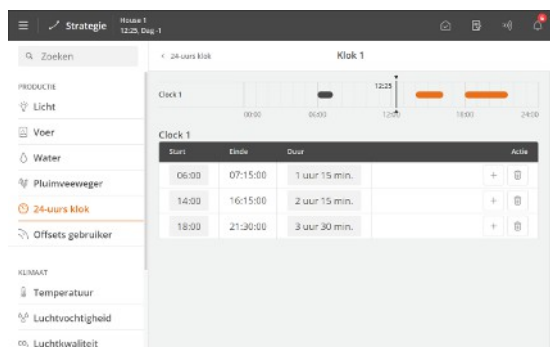 Strategie
House 1
12:25, Dag -1
Zoeken
< 24-uurs klok
Klok 1
PRODUCTIE
Licht
Voer
Water
Pluimveeweger
24-uurs klok
Offsets gebruiker
KLIMAAT
Temperatuur
Luchtvochtigheid
CO₂ Luchtkwaliteit
Clock 1
12:25
00:00 06:00 12:00 18:00 24:00
Clock 1
Start Einde Duur Actie
06:00 07:15:00 1 uur 15 min. +
14:00 16:15:00 2 uur 15 min. +
18:00 21:30:00 3 uur 30 min. +